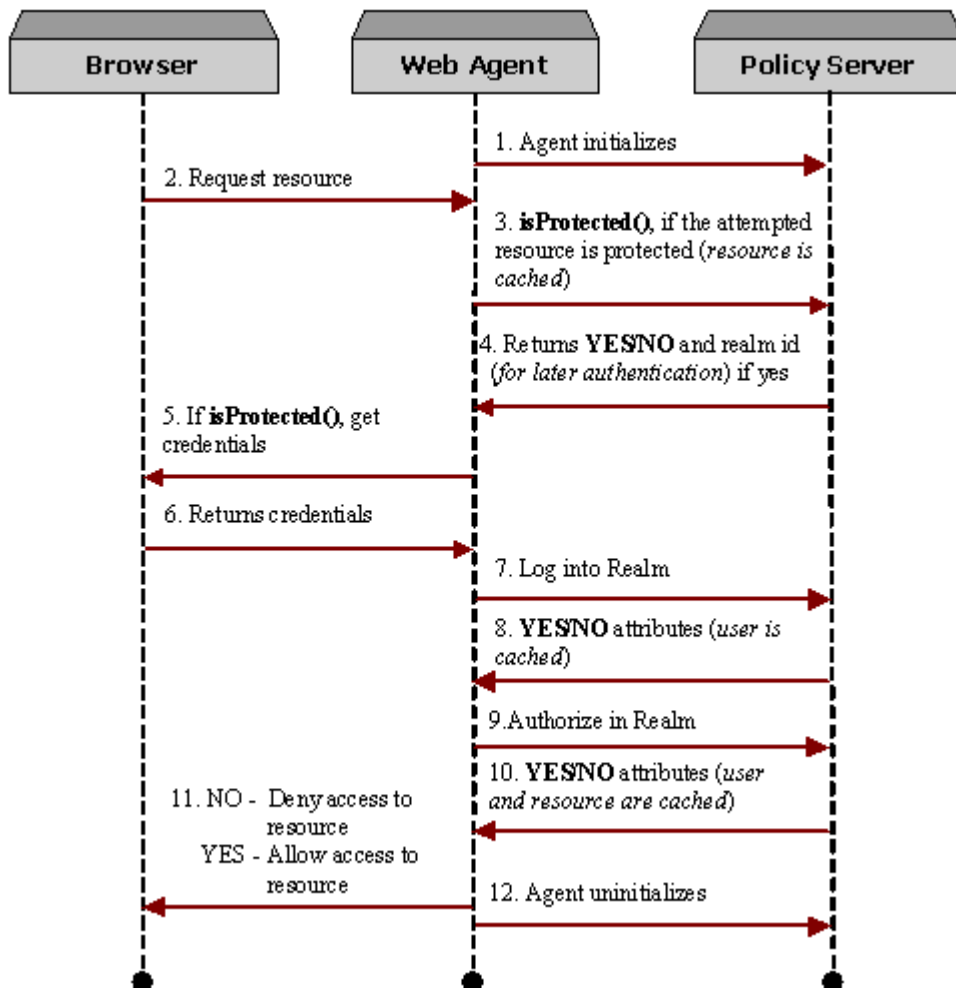 Browser
Web Agent
Policy Server
1. Agent initializes
2. Request resource
3. isProtected(), if the attempted
resource is protected (resource is
cached)
4. Returns YES/NO and realm id
(for later authentication) if yes
5. If isProtected(), get
credentials
6. Returns credentials
7. Log into Realm
8. YES/NO attributes (user is
cached)
9.Authorize in Realm
10. YES/NO attributes (user
and resource are cached)
11. NO - Deny access to
resource
YES - Allow access to
resource
12. Agent uninitializes